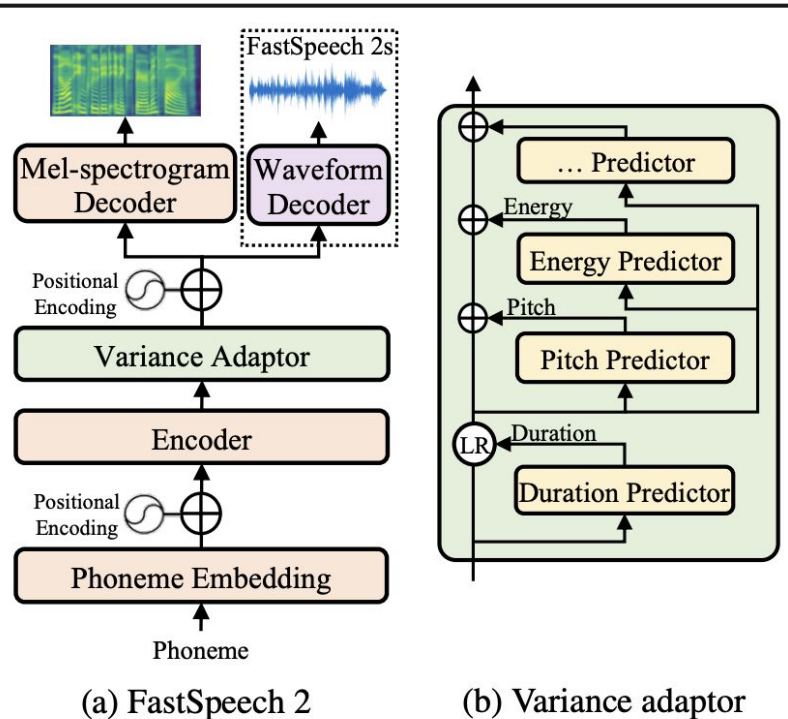 FastSpeech 2s
Mel-spectrogram
Decoder
Waveform
Decoder
Positional
Encoding
Variance Adaptor
Encoder
Positional
Encoding
Phoneme Embedding
Phoneme
(a) FastSpeech 2
... Predictor
Energy
Energy Predictor
Pitch
Pitch Predictor
LR
Duration
Duration Predictor
(b) Variance adaptor